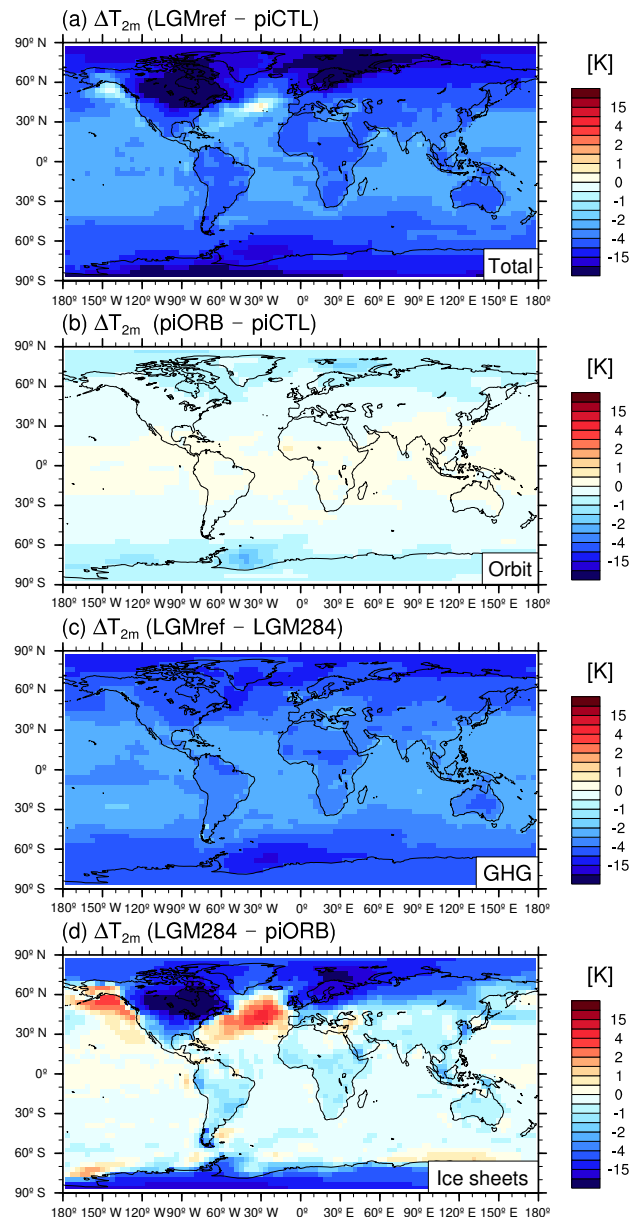 (a) ΔT2m (LGMref – piCTL)
[K]
90º N
60º N
30º N
0º
30º S
60º S
90º S
180º 150º W 120º W 90º W 60º W 30º W 0º 30º E 60º E 90º E 120º E 150º E 180º
Total
15
4
2
1
0
-1
-2
-4
-15
(b) ΔT2m (piORB – piCTL)
[K]
90º N
60º N
30º N
0º
30º S
60º S
90º S
180º 150º W 120º W 90º W 60º W 30º W 0º 30º E 60º E 90º E 120º E 150º E 180º
Orbit
15
4
2
1
0
-1
-2
-4
-15
(c) ΔT2m (LGMref – LGM284)
[K]
90º N
60º N
30º N
0º
30º S
60º S
90º S
180º 150º W 120º W 90º W 60º W 30º W 0º 30º E 60º E 90º E 120º E 150º E 180º
GHG
15
4
2
1
0
-1
-2
-4
-15
(d) ΔT2m (LGM284 – piORB)
[K]
90º N
60º N
30º N
0º
30º S
60º S
90º S
180º 150º W 120º W 90º W 60º W 30º W 0º 30º E 60º E 90º E 120º E 150º E 180º
Ice sheets
15
4
2
1
0
-1
-2
-4
-15